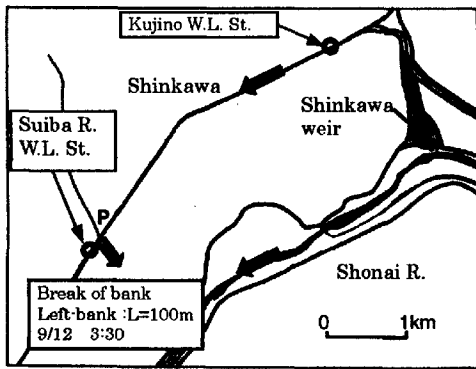 Kujino W.L. St.
Shinkawa
Shinkawa
weir
Suiba R.
W.L. St.
P
Break of bank
Left-bank :L=100m
9/12 3:30
Shonai R.
0 1km